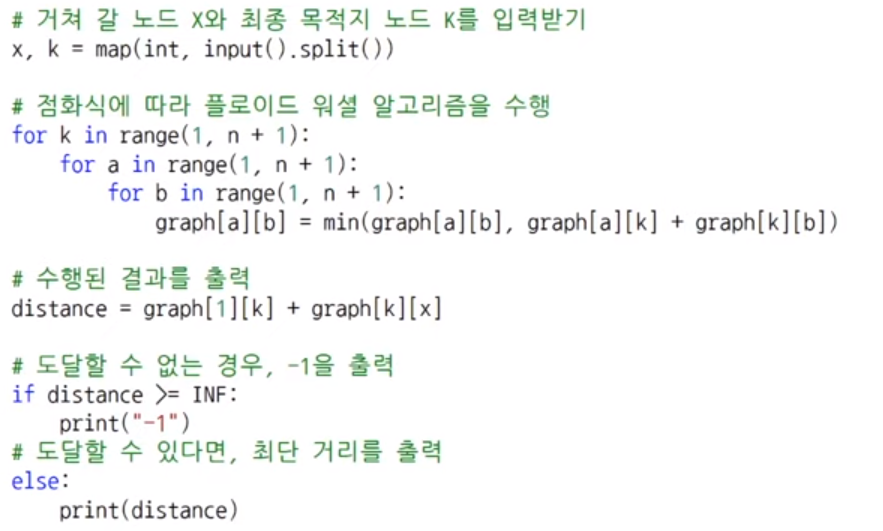 # 거쳐 갈 노드 X와 최종 목적지 노드 K를 입력받기
x, k = map(int, input().split())
# 점화식에 따라 플로이드 워셜 알고리즘을 수행
for k in range(1, n + 1):
    for a in range(1, n + 1):
        for b in range(1, n + 1):
            graph[a][b] = min(graph[a][b], graph[a][k] + graph[k][b])
# 수행된 결과를 출력
distance = graph[1][k] + graph[k][x]
# 도달할 수 없는 경우, -1을 출력
if distance >= INF:
    print("-1")
# 도달할 수 있다면, 최단 거리를 출력
else:
    print(distance)